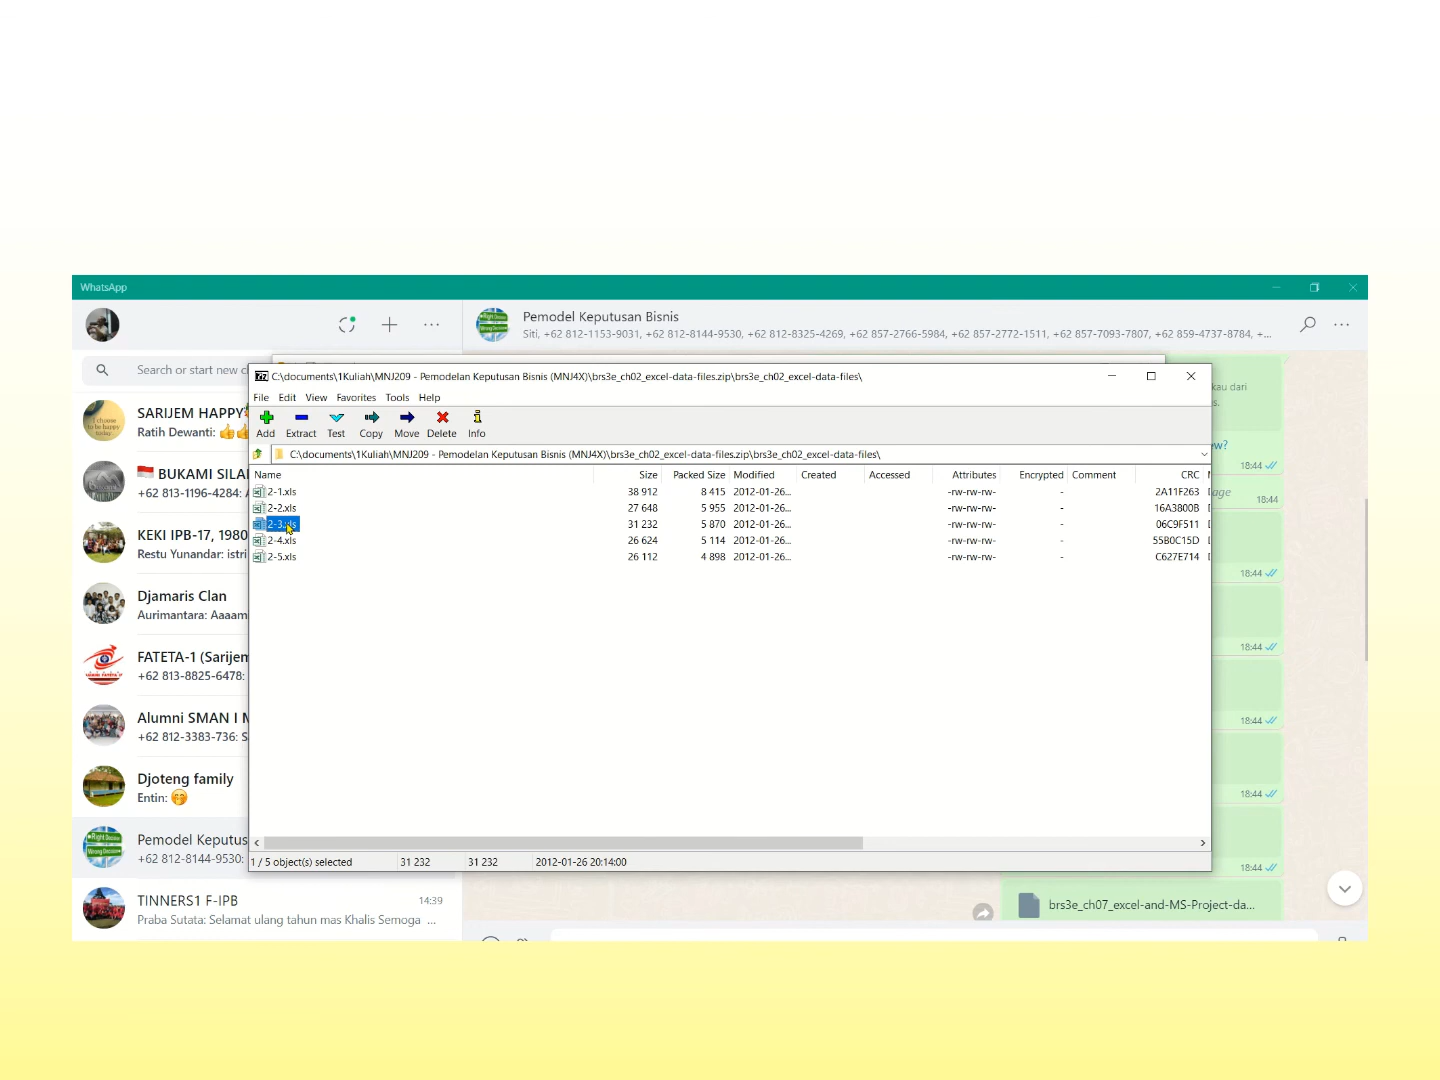 WhatsApp
Pemodel Keputusan Bisnis
Siti, +62 812-1153-9031, +62 812-8144-9530, +62 812-8325-4269, +62 857-2766-5984, +62 857-2772-1511, +62 857-7093-7807, +62 859-4737-8784, +...
Search or start new c
SARIJEM HAPPY
Ratih Dewanti: 👍👍
BUKAMI SILA
+62 813-1196-4284:
KEKI IPB-17, 1980
Restu Yunandar: istri
Djamaris Clan
Aurimantara: Aaaam
FATETA-1 (Sarijem
+62 813-8825-6478:
Alumni SMAN I
+62 812-3383-736: S
Djoteng family
Entin: 🤭
Pemodel Keputus
+62 812-8144-9530:
TINNERS1 F-IPB 14:39
Praba Sutata: Selamat ulang tahun mas Khalis Semoga ...
C:\documents\1Kuliah\MNJ209 - Pemodelan Keputusan Bisnis (MNJ4X)\brs3e_ch02_excel-data-files.zip\brs3e_ch02_excel-data-files\
File Edit View Favorites Tools Help
Add Extract Test Copy Move Delete Info
C:\documents\1Kuliah\MNJ209 - Pemodelan Keputusan Bisnis (MNJ4X)\brs3e_ch02_excel-data-files.zip\brs3e_ch02_excel-data-files\
Name Size Packed Size Modified Created Accessed Attributes Encrypted Comment CRC
2-1.xls 38 912 8 415 2012-01-26... -rw-rw-rw- - 2A11F263
2-2.xls 27 648 5 955 2012-01-26... -rw-rw-rw- - 16A3800B
2-3.xls 31 232 5 870 2012-01-26... -rw-rw-rw- - 06C9F511
2-4.xls 26 624 5 114 2012-01-26... -rw-rw-rw- - 55B0C15D
2-5.xls 26 112 4 898 2012-01-26... -rw-rw-rw- - C627E714
1 / 5 object(s) selected 31 232 31 232 2012-01-26 20:14:00
kau dari
s.
w?
18:44
age 18:44
18:44
18:44
18:44
18:44
18:44
brs3e_ch07_excel-and-MS-Project-da...